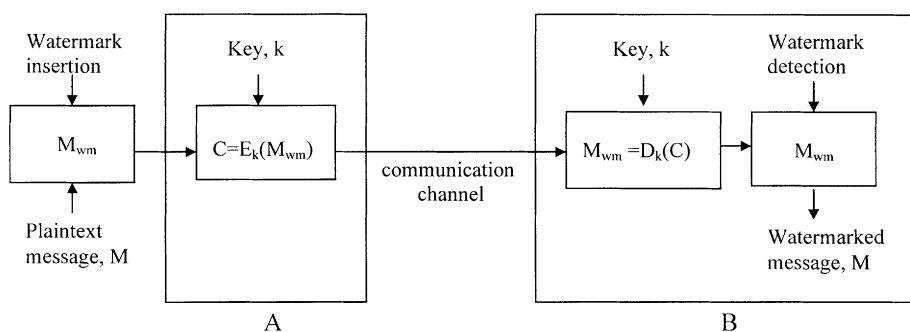 Watermark
insertion
M_wm
Plaintext
message, M
Key, k
C=E_k(M_wm)
A
communication
channel
Key, k
M_wm =D_k(C)
Watermark
detection
M_wm
Watermarked
message, M
B